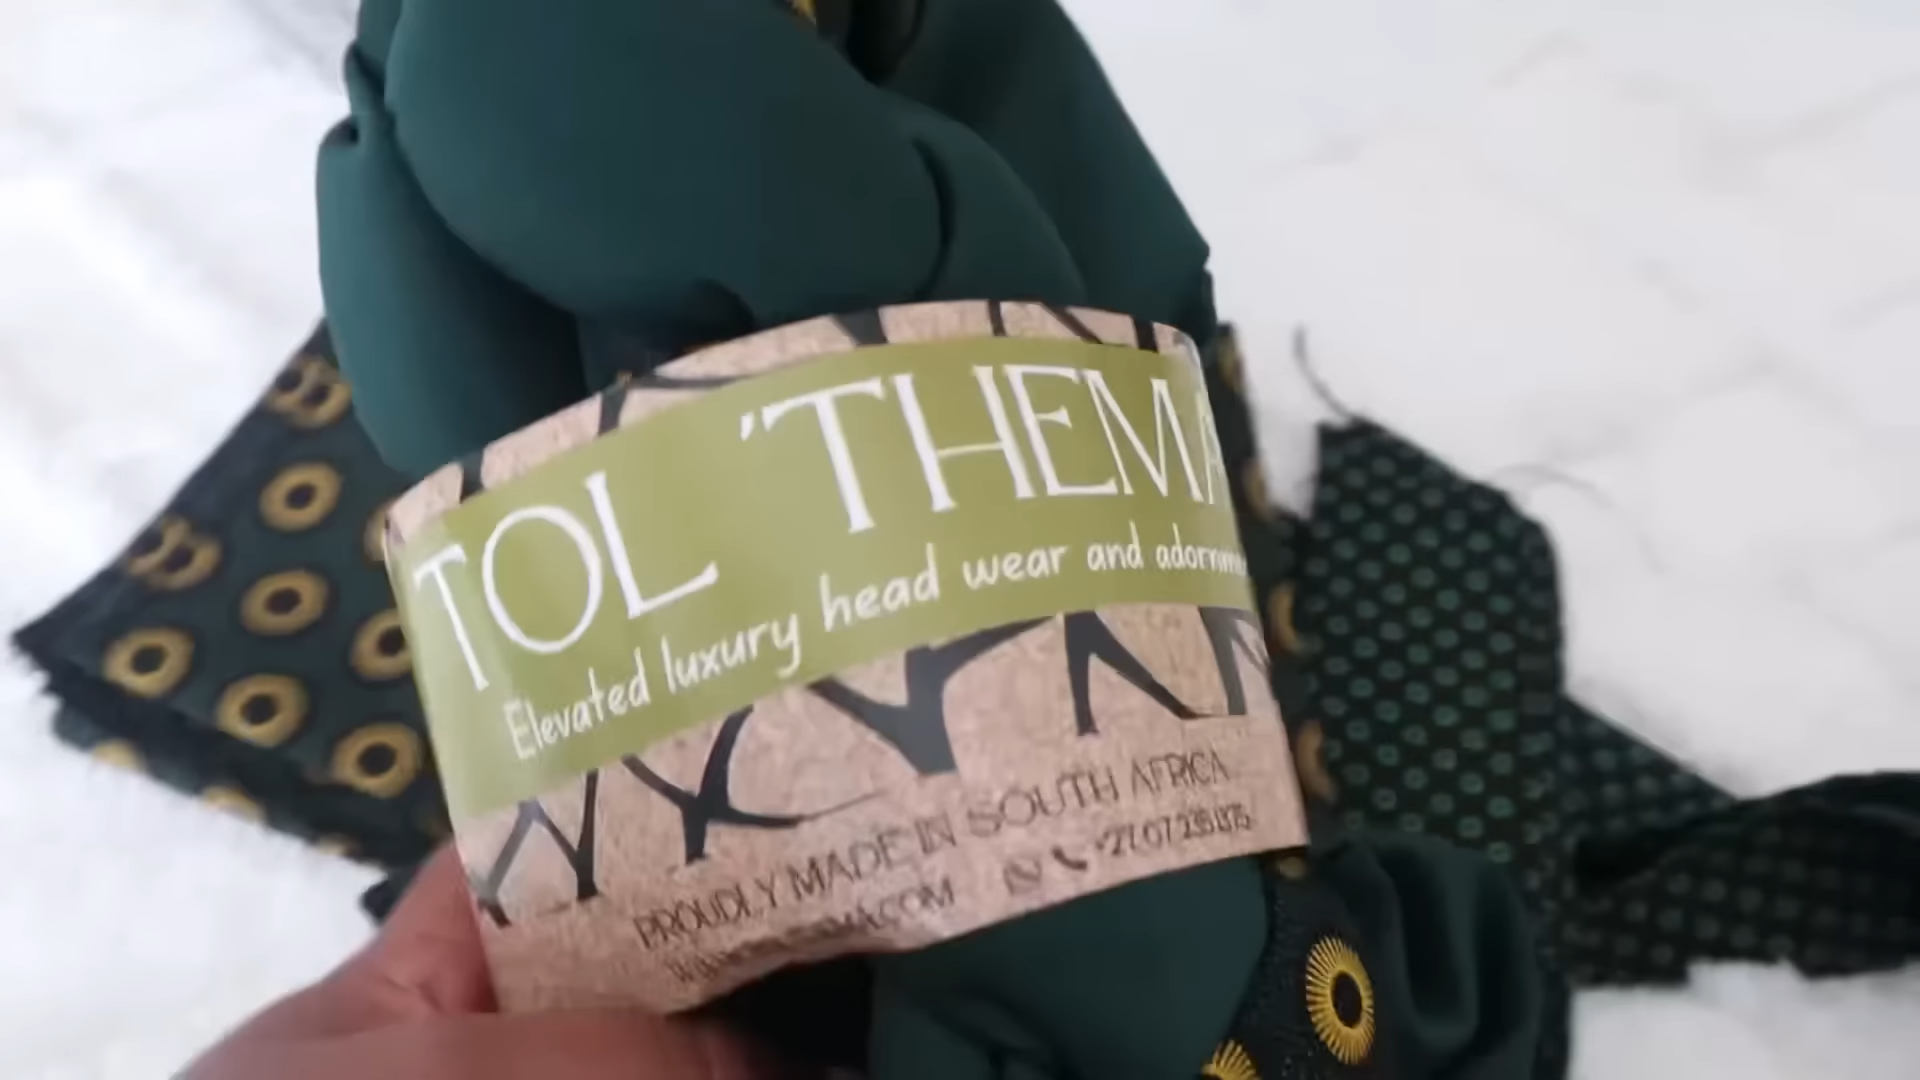 TOL 'THEMA
Elevated luxury head wear and
PROUDLY MADE IN SOUTH AFRICA